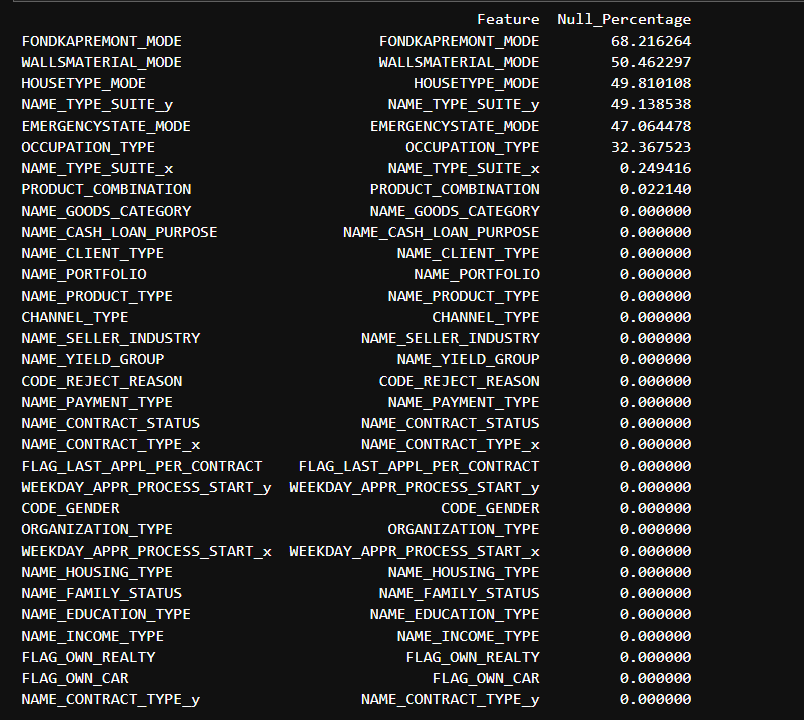 Feature Null_Percentage
FONDKAPREMONT_MODE FONDKAPREMONT_MODE 68.216264
WALLSMATERIAL_MODE WALLSMATERIAL_MODE 50.462297
HOUSETYPE_MODE HOUSETYPE_MODE 49.810108
NAME_TYPE_SUITE_y NAME_TYPE_SUITE_y 49.138538
EMERGENCYSTATE_MODE EMERGENCYSTATE_MODE 47.064478
OCCUPATION_TYPE OCCUPATION_TYPE 32.367523
NAME_TYPE_SUITE_x NAME_TYPE_SUITE_x 0.249416
PRODUCT_COMBINATION PRODUCT_COMBINATION 0.022140
NAME_GOODS_CATEGORY NAME_GOODS_CATEGORY 0.000000
NAME_CASH_LOAN_PURPOSE NAME_CASH_LOAN_PURPOSE 0.000000
NAME_CLIENT_TYPE NAME_CLIENT_TYPE 0.000000
NAME_PORTFOLIO NAME_PORTFOLIO 0.000000
NAME_PRODUCT_TYPE NAME_PRODUCT_TYPE 0.000000
CHANNEL_TYPE CHANNEL_TYPE 0.000000
NAME_SELLER_INDUSTRY NAME_SELLER_INDUSTRY 0.000000
NAME_YIELD_GROUP NAME_YIELD_GROUP 0.000000
CODE_REJECT_REASON CODE_REJECT_REASON 0.000000
NAME_PAYMENT_TYPE NAME_PAYMENT_TYPE 0.000000
NAME_CONTRACT_STATUS NAME_CONTRACT_STATUS 0.000000
NAME_CONTRACT_TYPE_x NAME_CONTRACT_TYPE_x 0.000000
FLAG_LAST_APPL_PER_CONTRACT FLAG_LAST_APPL_PER_CONTRACT 0.000000
WEEKDAY_APPR_PROCESS_START_y WEEKDAY_APPR_PROCESS_START_y 0.000000
CODE_GENDER CODE_GENDER 0.000000
ORGANIZATION_TYPE ORGANIZATION_TYPE 0.000000
WEEKDAY_APPR_PROCESS_START_x WEEKDAY_APPR_PROCESS_START_x 0.000000
NAME_HOUSING_TYPE NAME_HOUSING_TYPE 0.000000
NAME_FAMILY_STATUS NAME_FAMILY_STATUS 0.000000
NAME_EDUCATION_TYPE NAME_EDUCATION_TYPE 0.000000
NAME_INCOME_TYPE NAME_INCOME_TYPE 0.000000
FLAG_OWN_REALTY FLAG_OWN_REALTY 0.000000
FLAG_OWN_CAR FLAG_OWN_CAR 0.000000
NAME_CONTRACT_TYPE_y NAME_CONTRACT_TYPE_y 0.000000